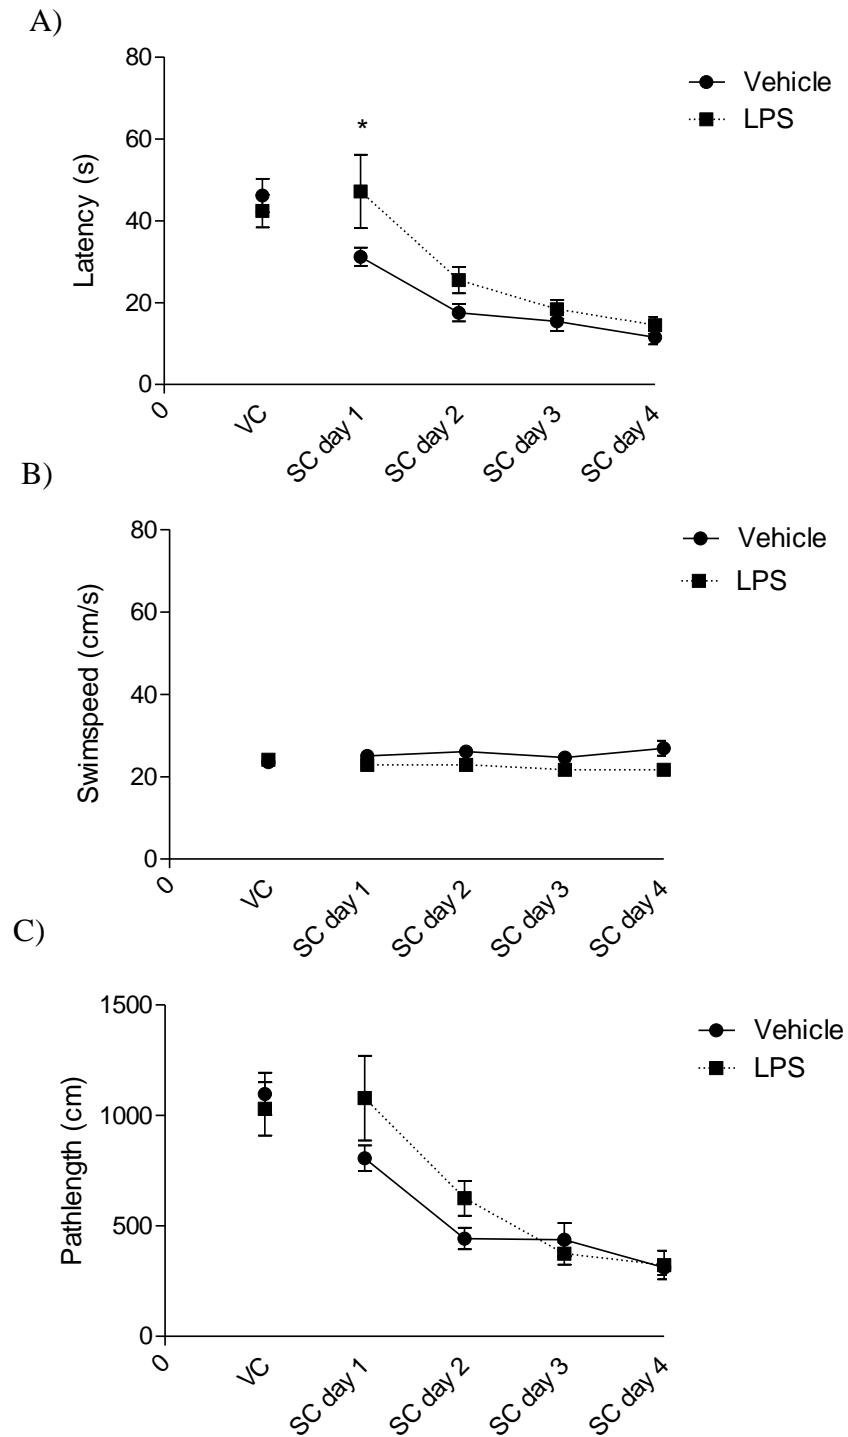 A)
80
60
40
20
0
Latency (s)
*
Vehicle
LPS
0
VC
SC day 1
SC day 2
SC day 3
SC day 4
B)
80
60
40
20
0
Swimspeed (cm/s)
Vehicle
LPS
0
VC
SC day 1
SC day 2
SC day 3
SC day 4
C)
1500
1000
500
0
Pathlength (cm)
Vehicle
LPS
0
VC
SC day 1
SC day 2
SC day 3
SC day 4